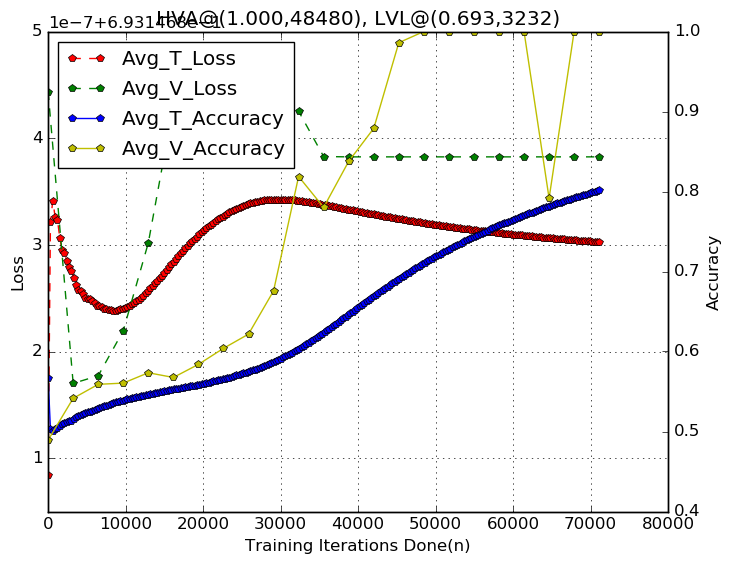 HVA@(1.000,48480), LVL@(0.693,3232)
1e-7+6.931468e-1
Avg_T_Loss
Avg_V_Loss
Avg_T_Accuracy
Avg_V_Accuracy
5
4
3
2
1
Loss
1.0
0.9
0.8
0.7
0.6
0.5
0.4
Accuracy
0 10000 20000 30000 40000 50000 60000 70000 80000
Training Iterations Done(n)